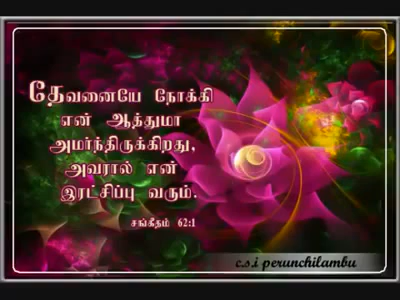 தேவனையே நோக்கி
என் ஆத்துமா
அமர்ந்திருக்கிறது,
அவரால் என்
இரட்சிப்பு வரும்.
சங்கீதம் 62:1
c.s.i perunchilambu